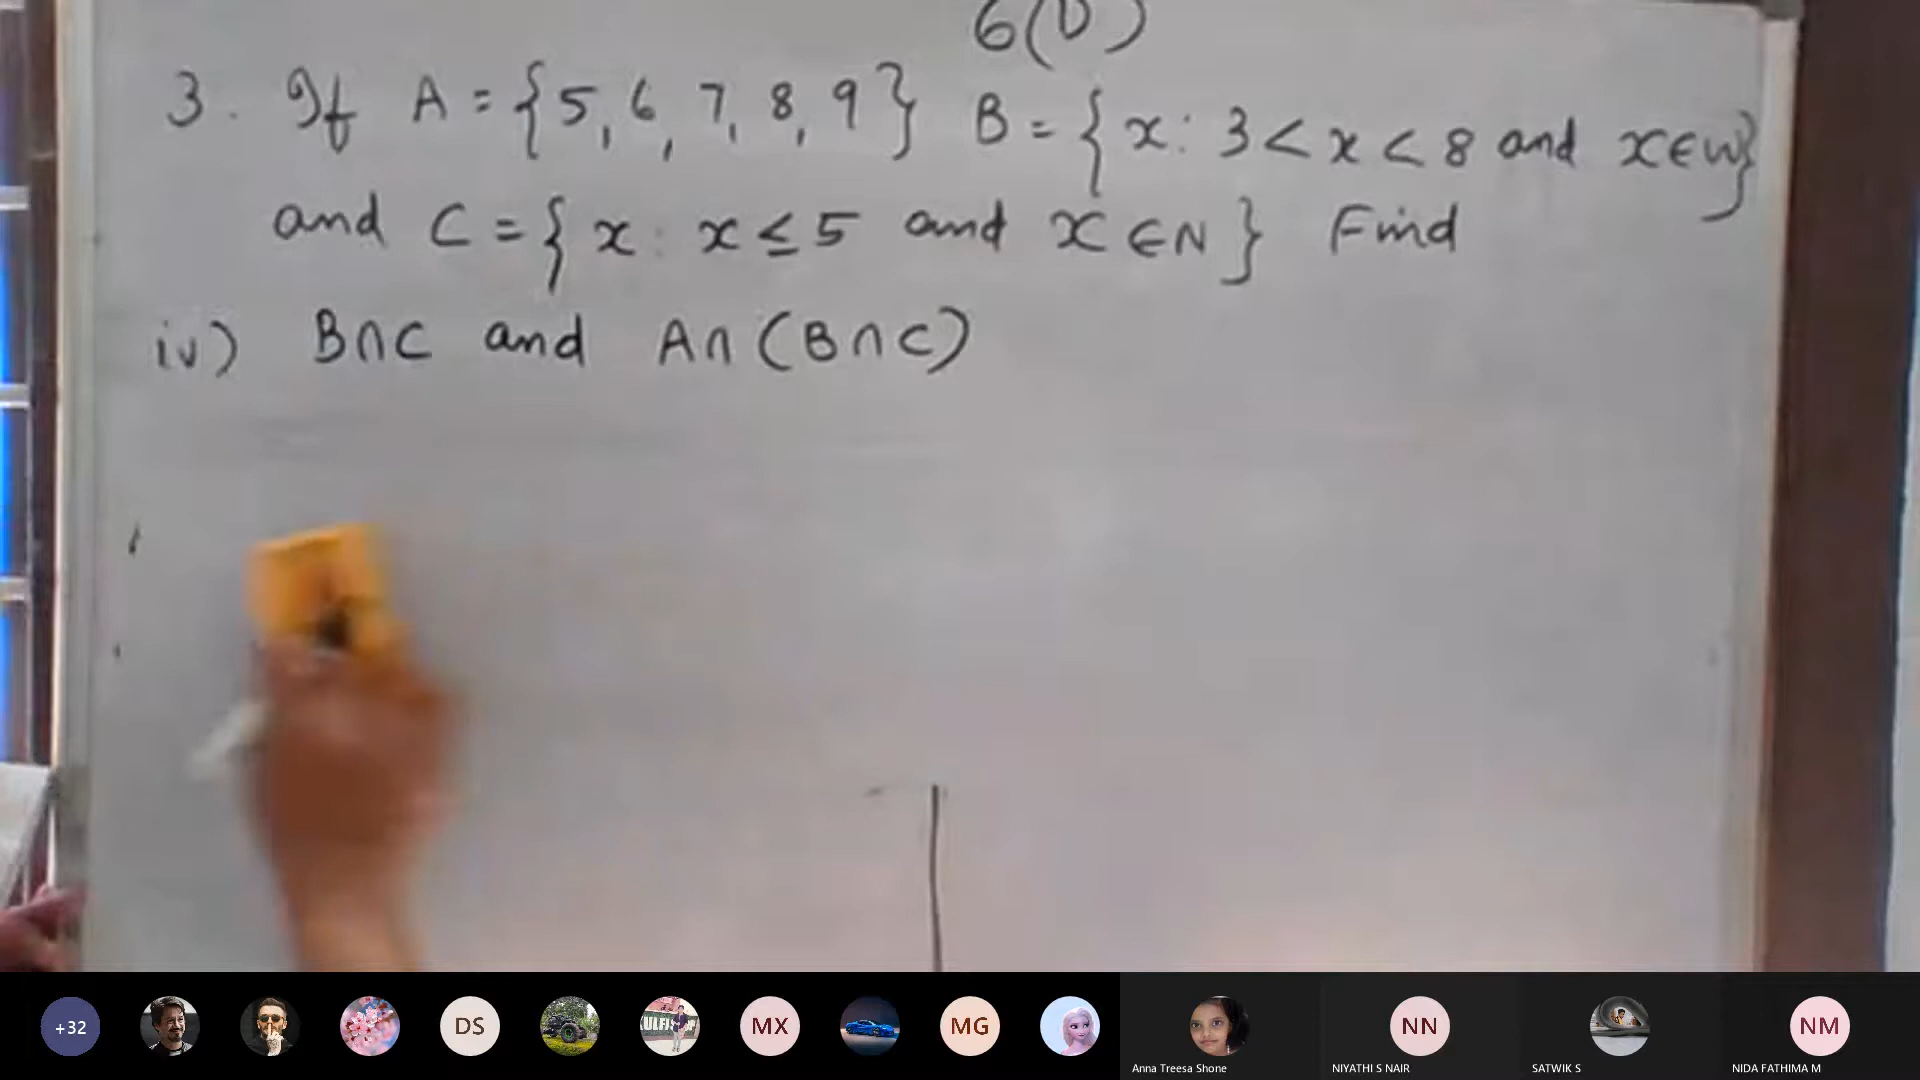 6(D)
3. If A = {5, 6, 7, 8, 9} B = {x : 3 < x < 8 and x ∈ W}
and C = {x : x ≤ 5 and x ∈ N} Find
iv) B∩C and A∩(B∩C)
+32
DS
MX
MG
NN
NM
Anna Treesa Shone
NIYATHI S NAIR
SATWIK S
NIDA FATHIMA M